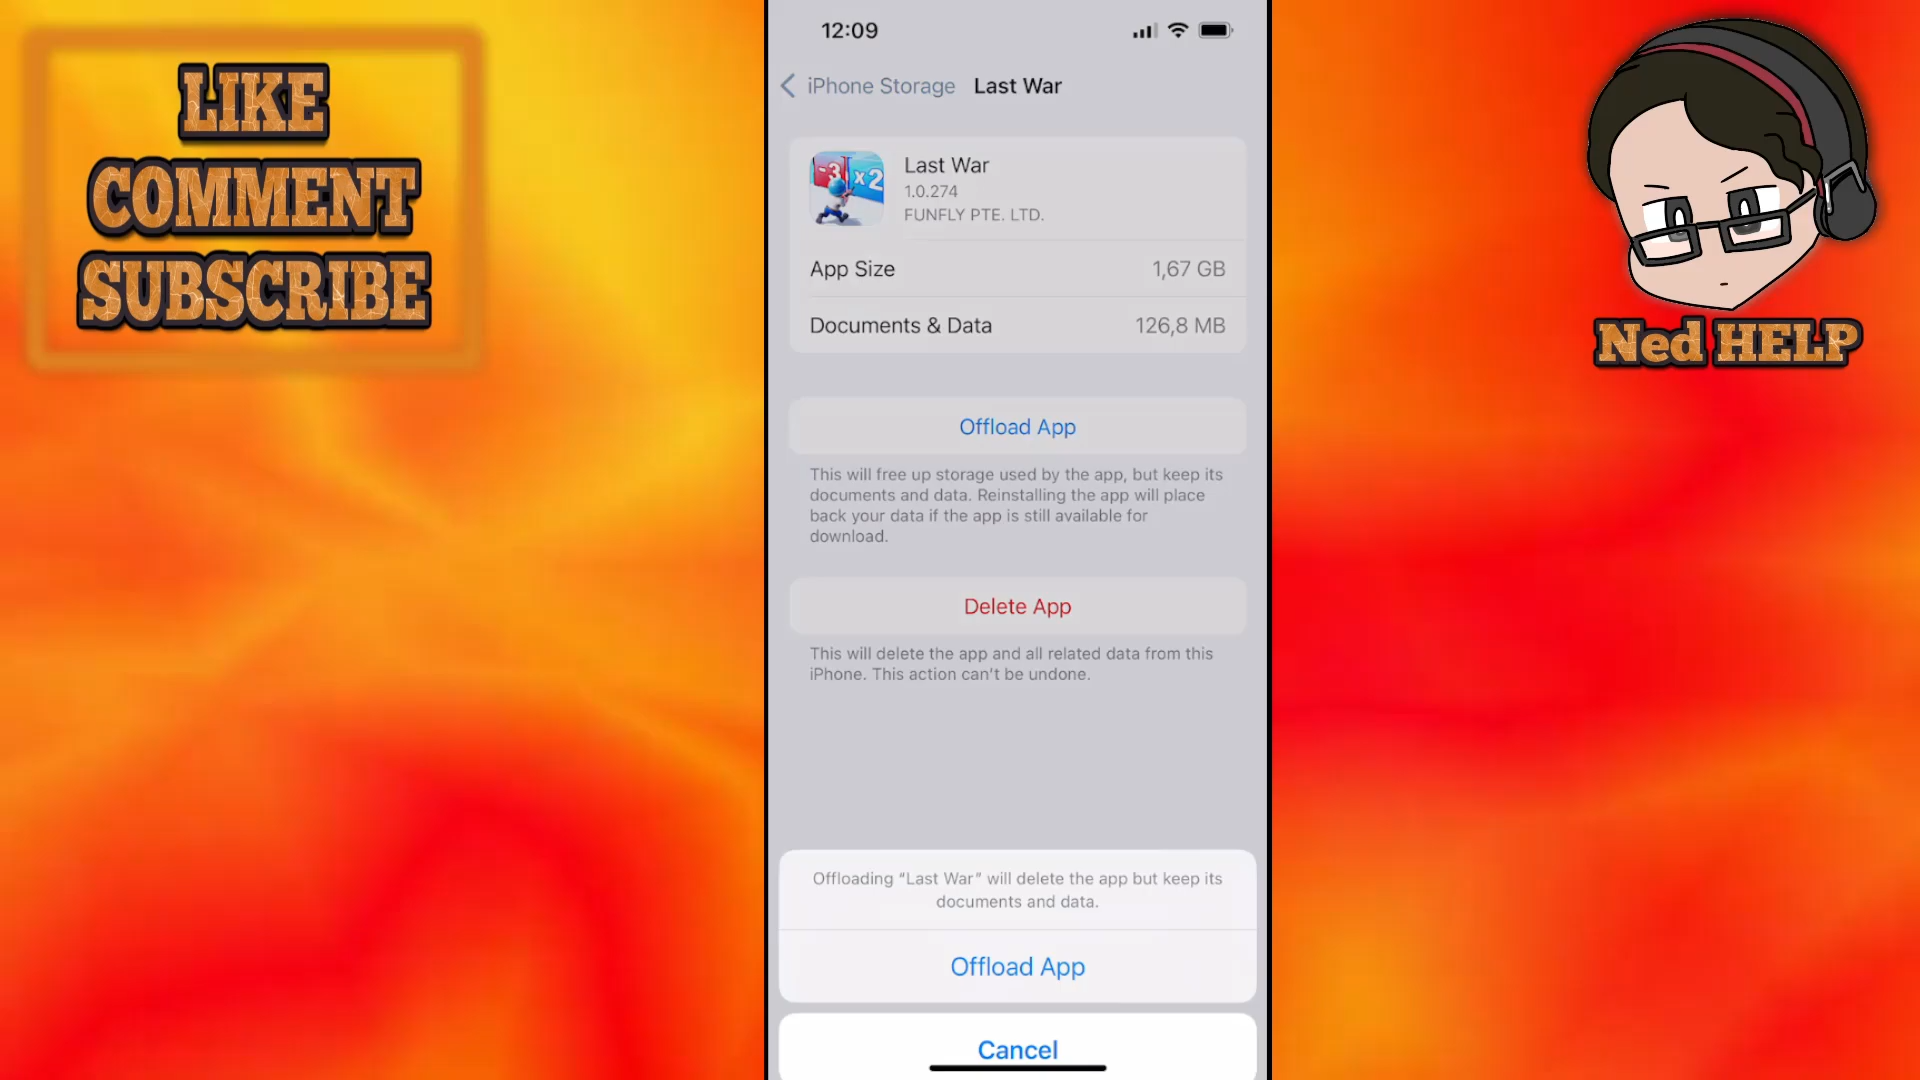 LIKE
COMMENT
SUBSCRIBE
12:09
iPhone Storage Last War
-3 x2
Last War
1.0.274
FUNFLY PTE. LTD.
App Size 1,67 GB
Documents & Data 126,8 MB
Offload App
This will free up storage used by the app, but keep its
documents and data. Reinstalling the app will place
back your data if the app is still available for
download.
Delete App
This will delete the app and all related data from this
iPhone. This action can't be undone.
Offloading “Last War” will delete the app but keep its
documents and data.
Offload App
Cancel
Ned HELP